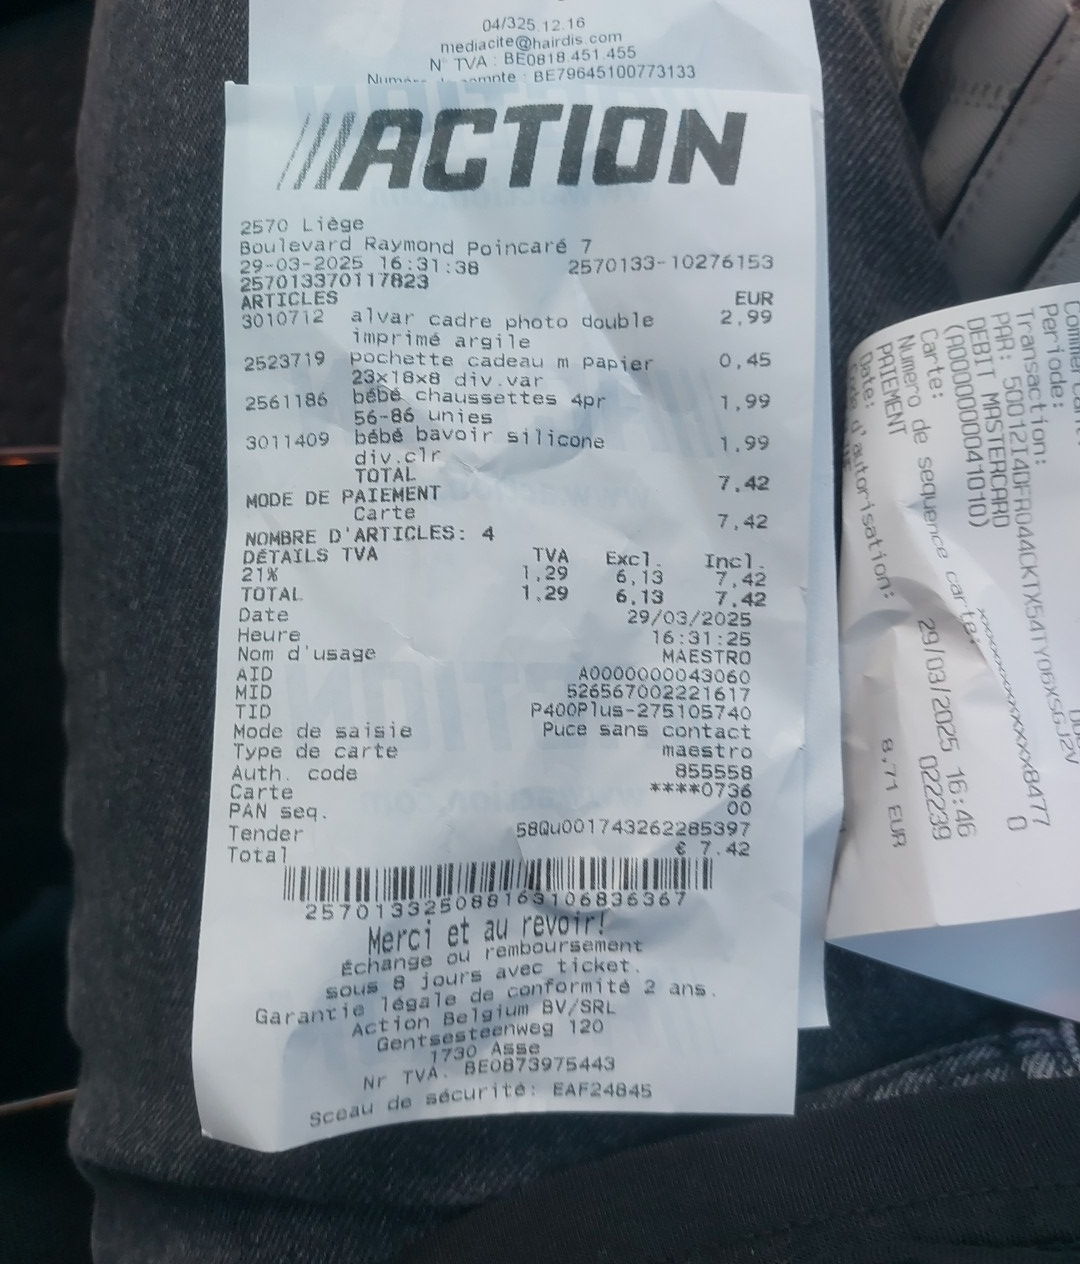 04/325.12.16
mediacite@hairdis.com
N° TVA : BE0818.451.455
: BE79645100773133
ACTION
2570 Liège
Boulevard Raymond Poincaré 7
29-03-2025 16:31:38 2570133-10276153
257013370117823
ARTICLES EUR
3010712 alvar cadre photo double 2,99
imprimé argile
2523719 pochette cadeau m papier 0,45
23x18x8 div.var
2561186 bébé chaussettes 4pr 1,99
56-86 unies
3011409 bébé bavoir silicone 1,99
div.clr
TOTAL 7,42
MODE DE PAIEMENT
Carte 7,42
NOMBRE D'ARTICLES: 4
DÉTAILS TVA TVA Excl. Incl.
21% 1,29 6,13 7,42
TOTAL 1,29 6,13 7,42
Date 29/03/2025
Heure 16:31:25
Nom d'usage MAESTRO
AID A0000000043060
MID 526567002221617
TID P400Plus-275105740
Mode de saisie Puce sans contact
Type de carte maestro
Auth. code 855558
Carte ****0736
PAN seq. 00
Tender 58Qu001743262285397
Total € 7.42
2570133250881631068​36367
Merci et au revoir!
Échange ou remboursement
sous 8 jours avec ticket.
Garantie légale de conformité 2 ans.
Action Belgium BV/SRL
Gentsesteenweg 120
1730 Asse
Nr TVA. BE0873975443
Sceau de sécurité: EAF24845
Periode:
Transaction:
PAR: 50012I4DFR044CKTX54TY06XSGJ2V
DEBIT MASTERCARD
(A0000000041010)
Carte: xxxxxxxxxxxxxxx8477
Numero de sequence carte: 0
PAIEMENT
Date: 29/03/2025 16:46
d'autorisation: 022239
8,71 EUR